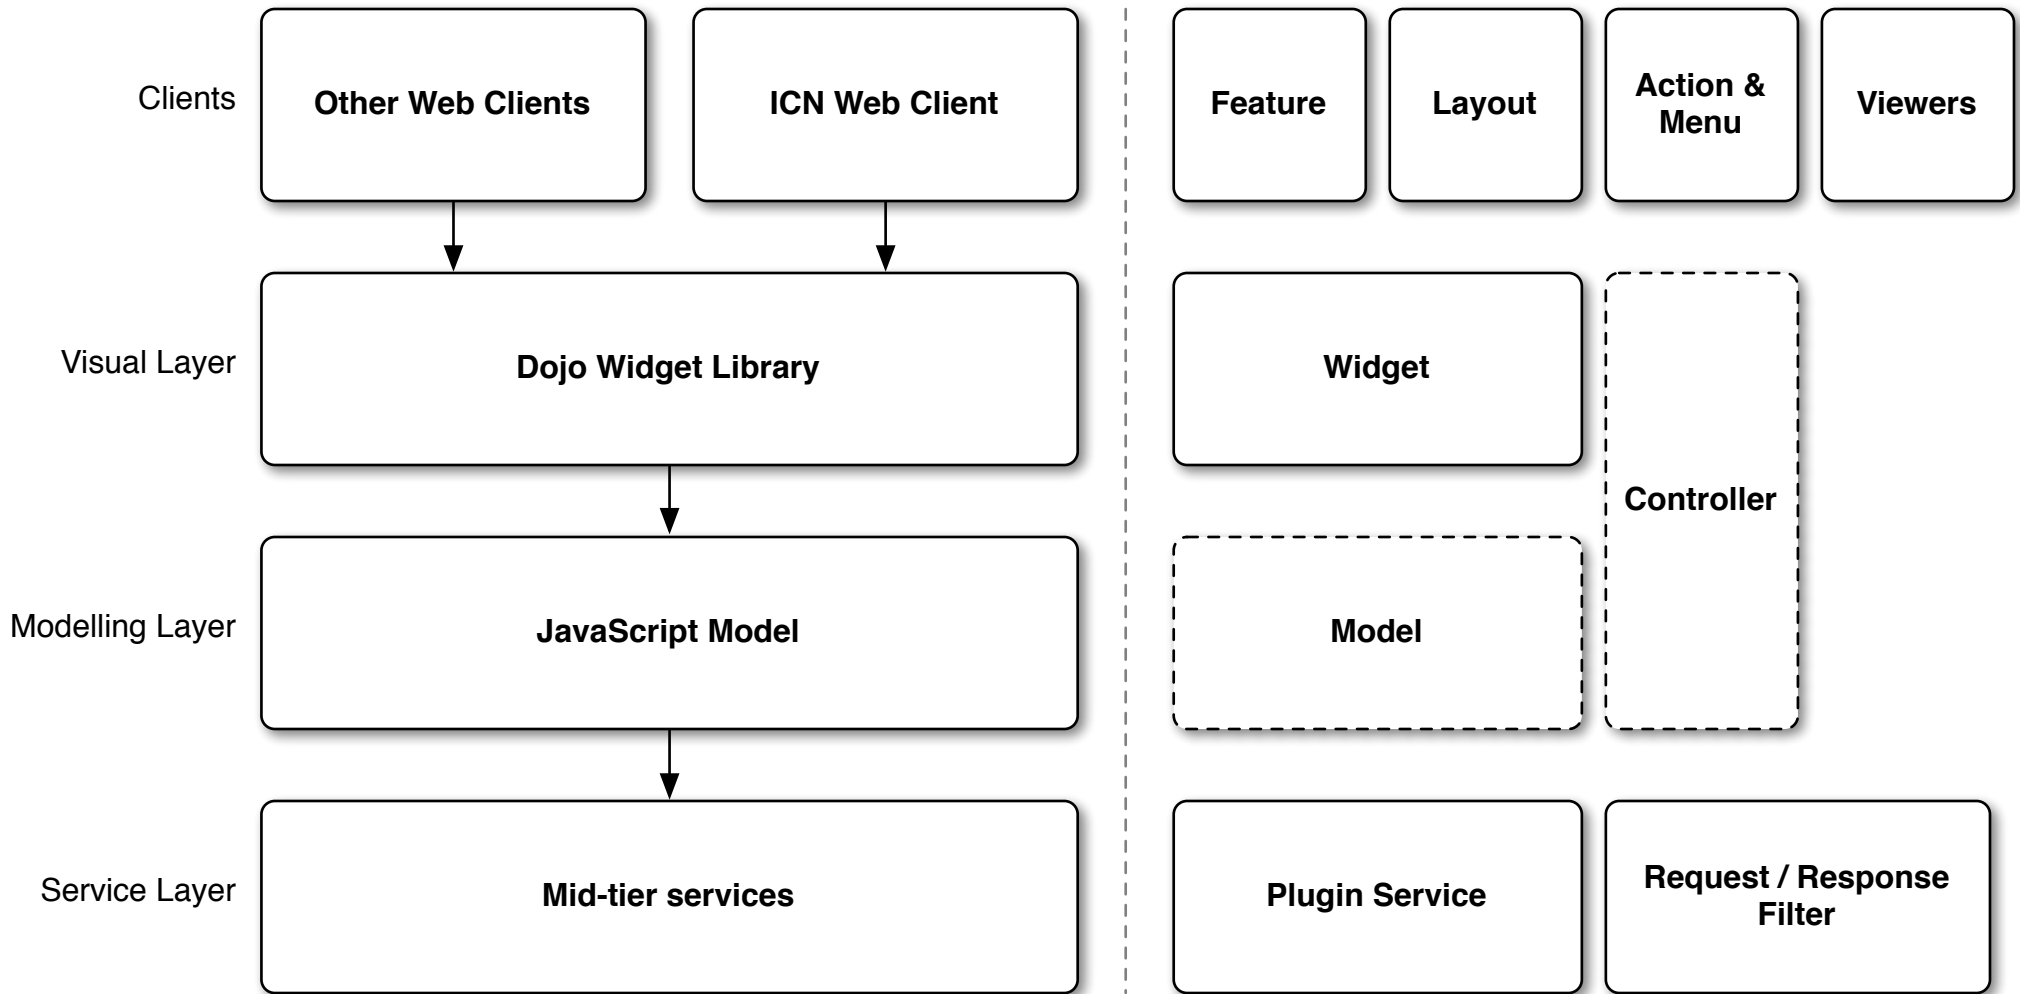 Clients
Other Web Clients
ICN Web Client
Feature
Layout
Action &
Menu
Viewers
Visual Layer
Dojo Widget Library
Widget
Controller
Modelling Layer
JavaScript Model
Model
Service Layer
Mid-tier services
Plugin Service
Request / Response
Filter